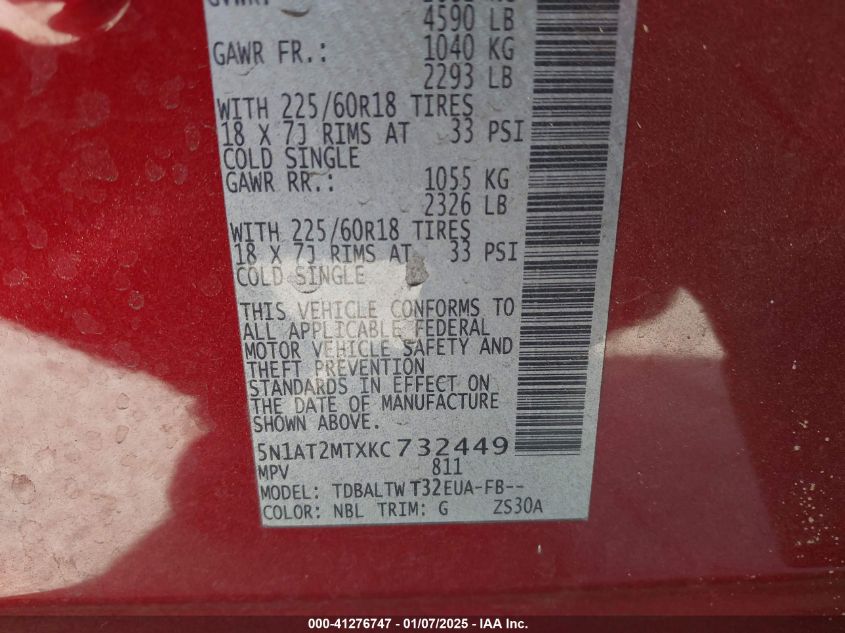 4590 LB
GAWR FR.: 1040 KG
2293 LB
WITH 225/60R18 TIRES
18 X 7J RIMS AT 33 PSI
COLD SINGLE
GAWR RR.: 1055 KG
2326 LB
WITH 225/60R18 TIRES
18 X 7J RIMS AT 33 PSI
COLD SINGLE
THIS VEHICLE CONFORMS TO
ALL APPLICABLE FEDERAL
MOTOR VEHICLE SAFETY AND
THEFT PREVENTION
STANDARDS IN EFFECT ON
THE DATE OF MANUFACTURE
SHOWN ABOVE.
5N1AT2MTXKC732449
MPV 811
MODEL: TDBALTWT32EUA-FB--
COLOR: NBL TRIM: G ZS30A
000-41276747 — 01/07/2025 — IAA Inc.